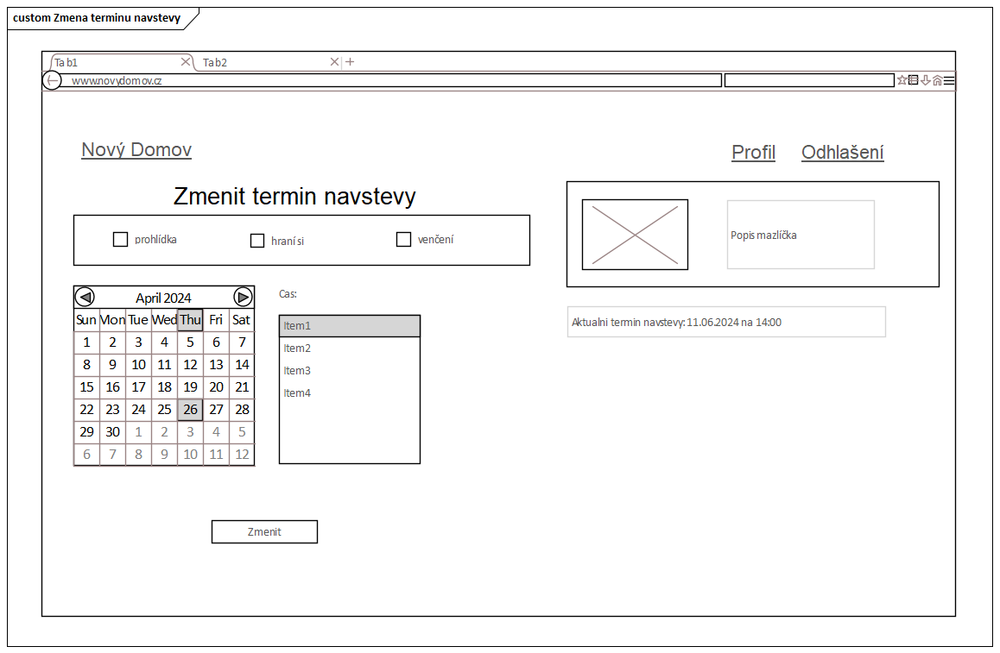 custom Zmena terminu navstevy
Tab1 Tab2
www.novydomov.cz
Nový Domov
Profil Odhlašení
Zmenit termin navstevy
prohlídka hraní si venčení
Popis mazlíčka
April 2024
Sun Mon Tue Wed Thu Fri Sat
1 2 3 4 5 6 7
8 9 10 11 12 13 14
15 16 17 18 19 20 21
22 23 24 25 26 27 28
29 30 1 2 3 4 5
6 7 8 9 10 11 12
Cas:
Item1
Item2
Item3
Item4
Aktualni termin navstevy: 11.06.2024 na 14:00
Zmenit